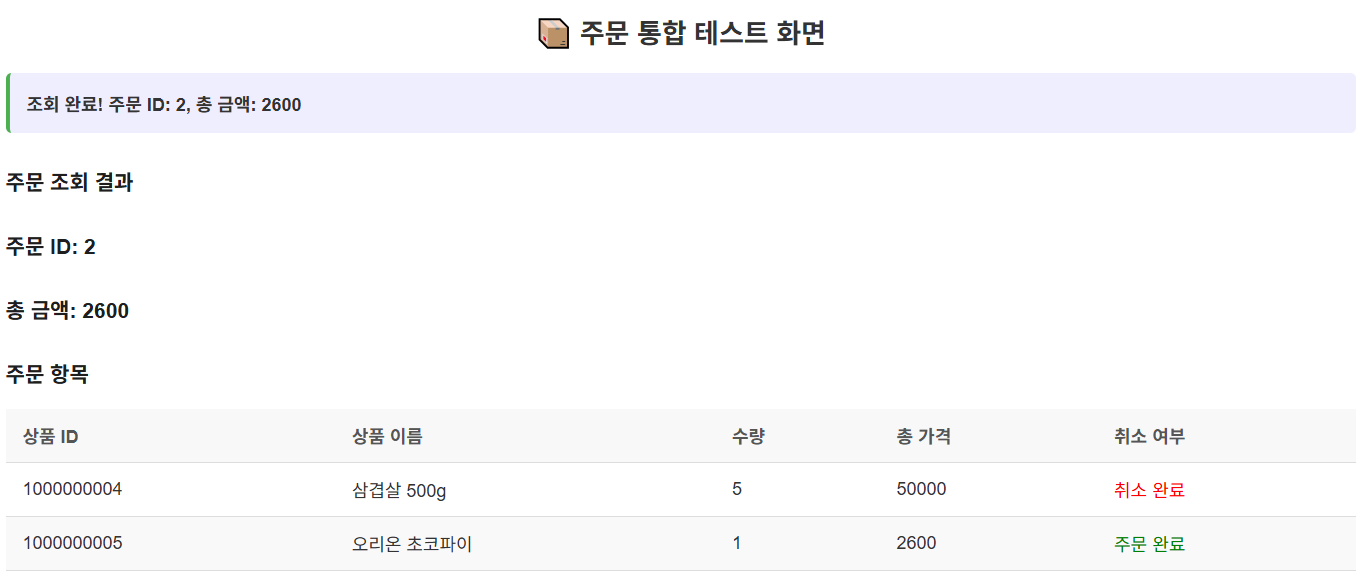 주문 통합 테스트 화면
조회 완료! 주문 ID: 2, 총 금액: 2600
주문 조회 결과
주문 ID: 2
총 금액: 2600
주문 항목
상품 ID 상품 이름 수량 총 가격 취소 여부
1000000004 삼겹살 500g 5 50000 취소 완료
1000000005 오리온 초코파이 1 2600 주문 완료